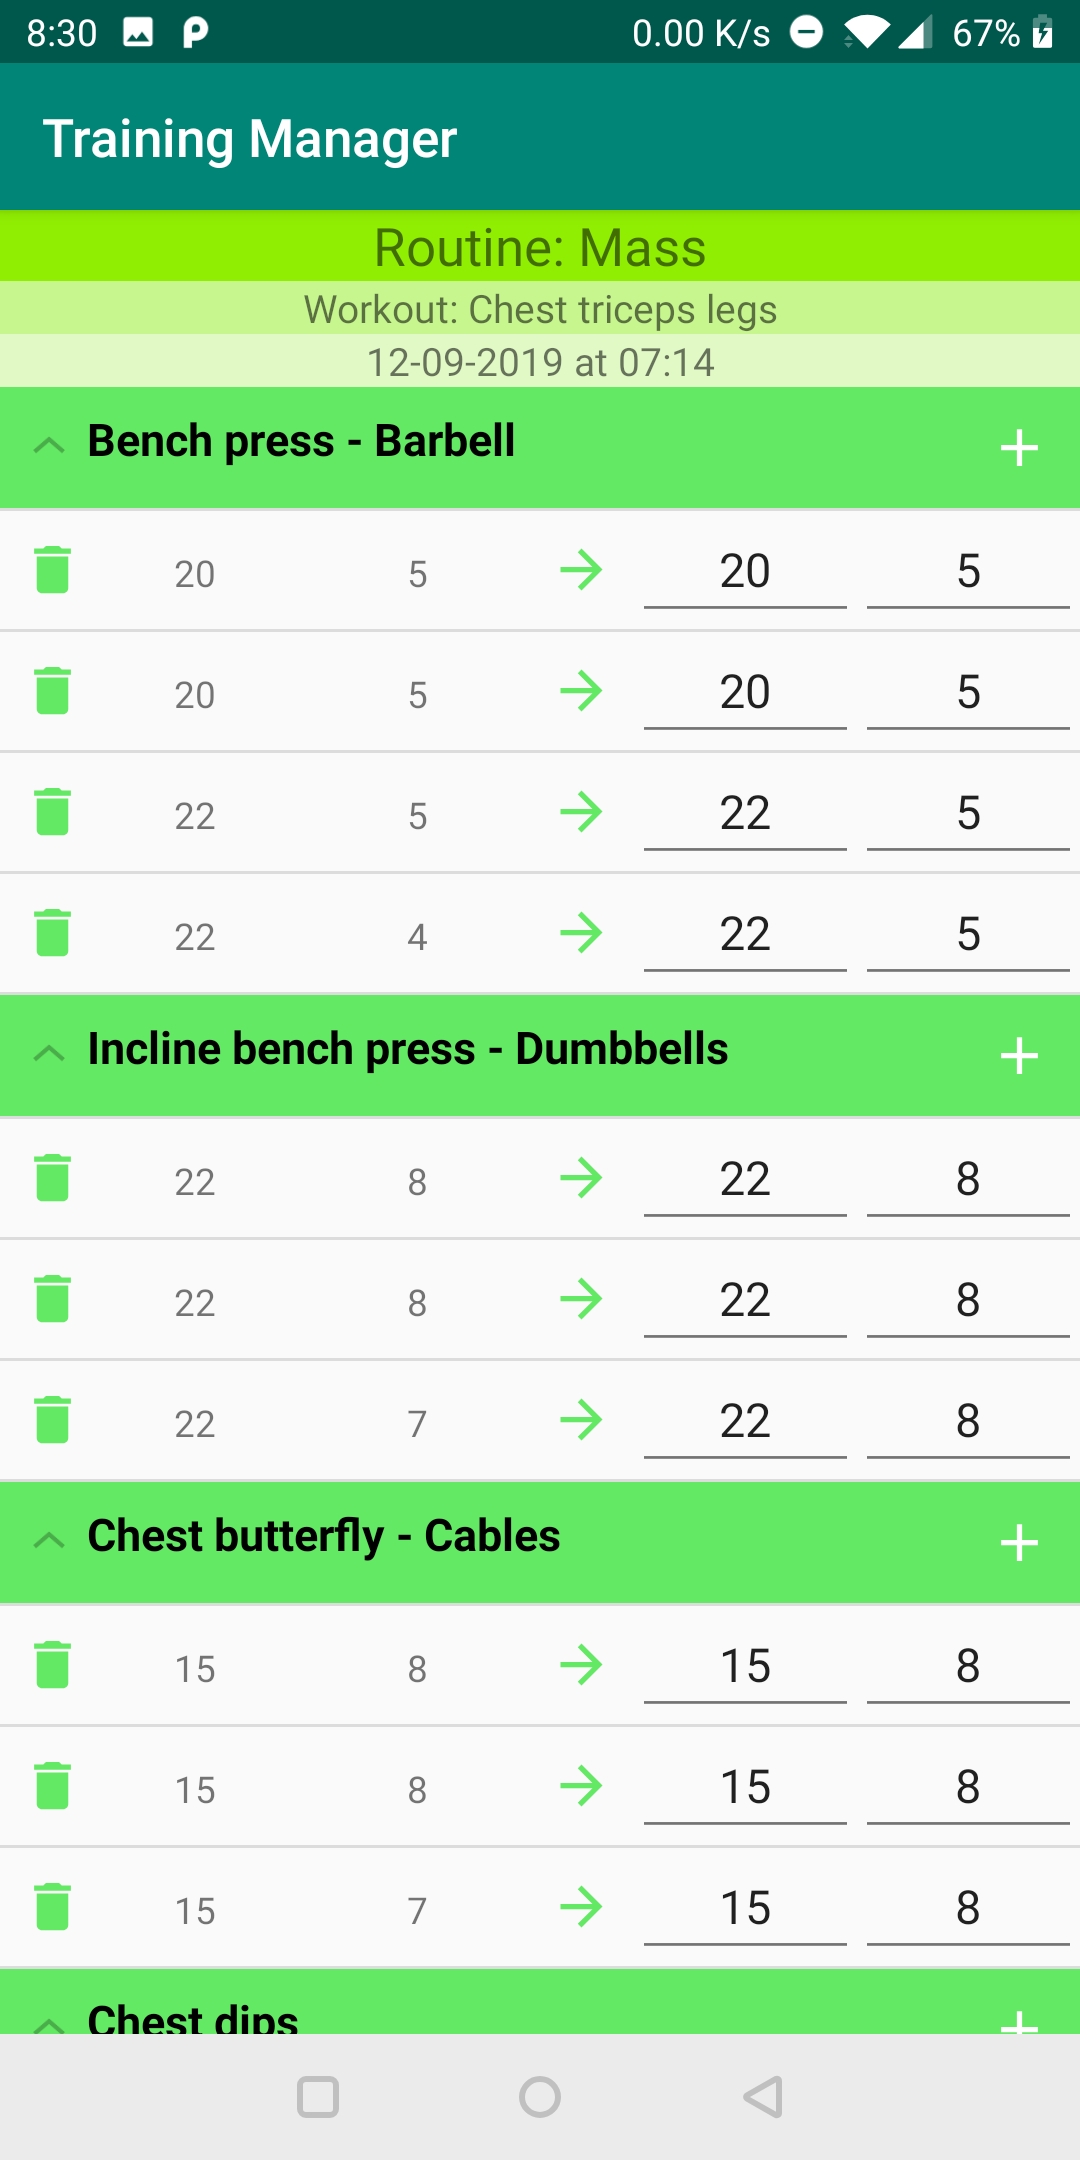 8:30 0.00 K/s 67%
Training Manager
Routine: Mass
Workout: Chest triceps legs
12-09-2019 at 07:14
Bench press - Barbell
20 5 20 5
20 5 20 5
22 5 22 5
22 4 22 5
Incline bench press - Dumbbells
22 8 22 8
22 8 22 8
22 7 22 8
Chest butterfly - Cables
15 8 15 8
15 8 15 8
15 7 15 8
Chest dips